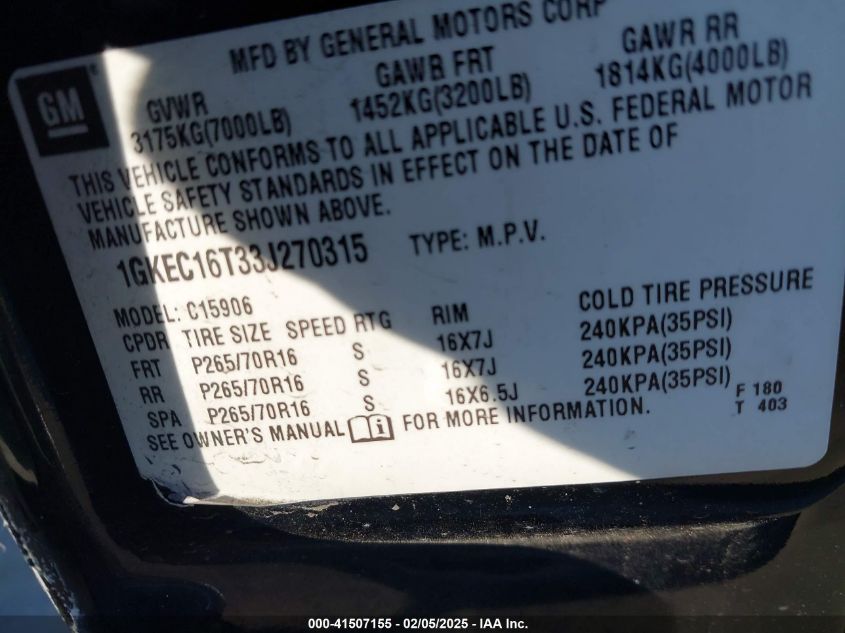 MFD BY GENERAL MOTORS CORP
GM
®
GVWR GAWR FRT GAWR RR
3175KG(7000LB) 1452KG(3200LB) 1814KG(4000LB)
THIS VEHICLE CONFORMS TO ALL APPLICABLE U.S. FEDERAL MOTOR
VEHICLE SAFETY STANDARDS IN EFFECT ON THE DATE OF
MANUFACTURE SHOWN ABOVE.
1GKEC16T33J270315 TYPE: M.P.V.
MODEL: C15906
CPDR TIRE SIZE SPEED RTG RIM COLD TIRE PRESSURE
FRT P265/70R16 S 16X7J 240KPA(35PSI)
RR P265/70R16 S 16X7J 240KPA(35PSI)
SPA P265/70R16 S 16X6.5J 240KPA(35PSI)
SEE OWNER'S MANUAL i FOR MORE INFORMATION.
F 180
T 403
000-41507155 - 02/05/2025 - IAA Inc.